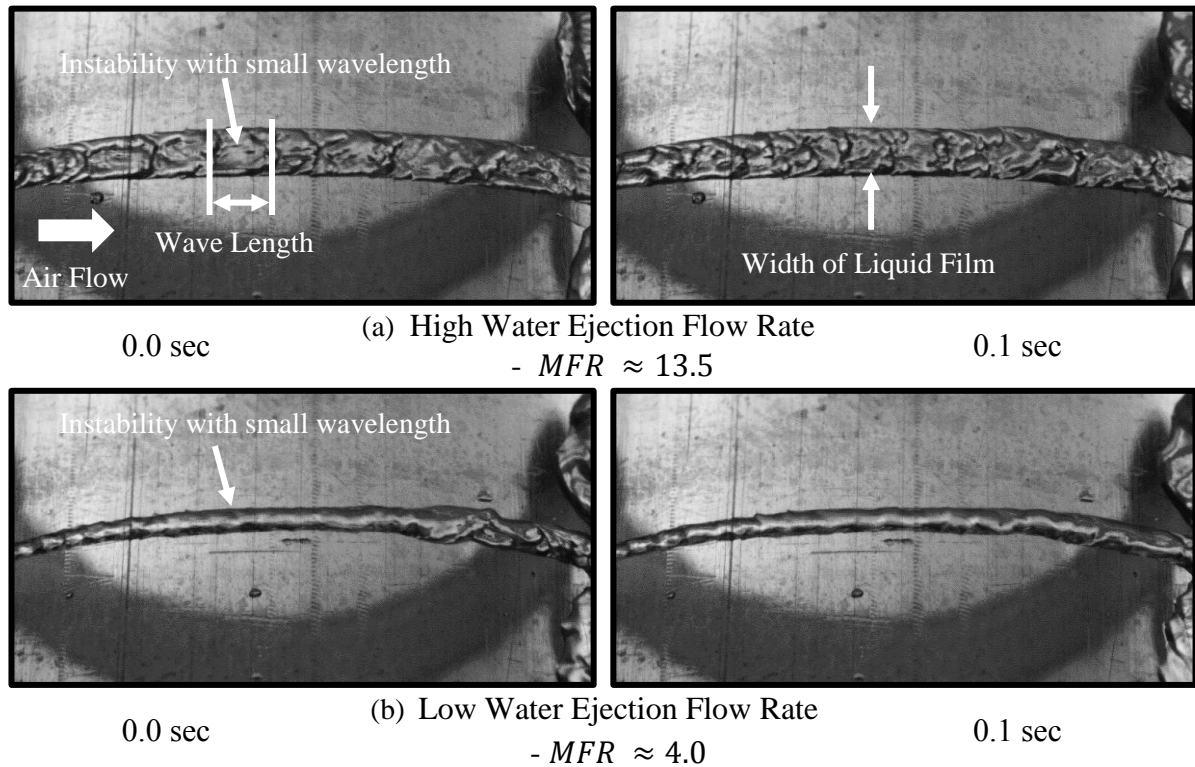 Instability with small wavelength
Wave Length
Air Flow
Width of Liquid Film
0.0 sec
(a) High Water Ejection Flow Rate
- MFR ≈ 13.5
0.1 sec
Instability with small wavelength
0.0 sec
(b) Low Water Ejection Flow Rate
- MFR ≈ 4.0
0.1 sec